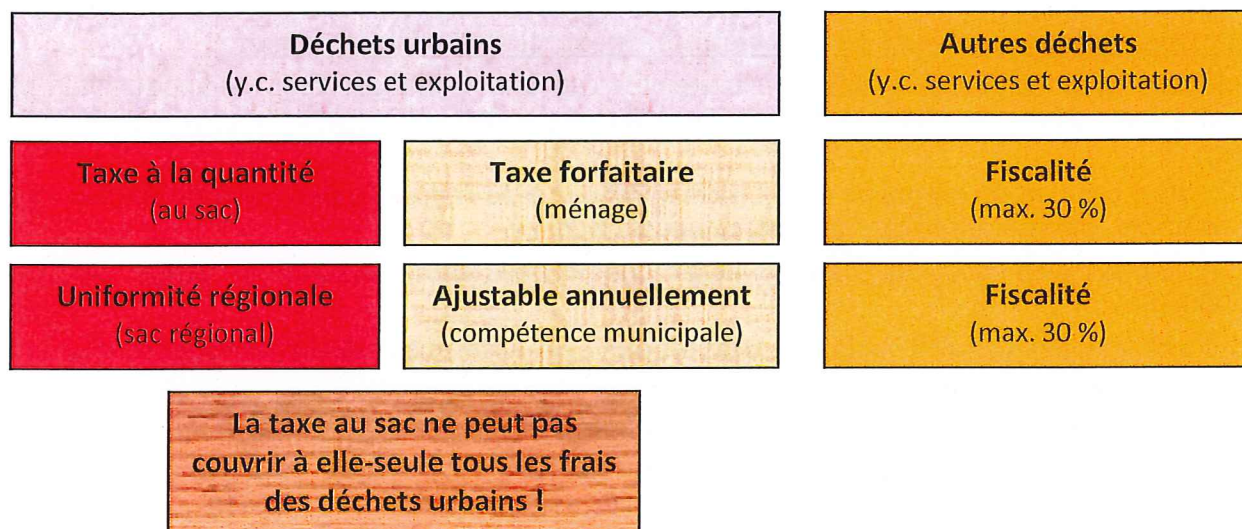 Déchets urbains
(y.c. services et exploitation)
Autres déchets
(y.c. services et exploitation)
Taxe à la quantité
(au sac)
Taxe forfaitaire
(ménage)
Fiscalité
(max. 30 %)
Uniformité régionale
(sac régional)
Ajustable annuellement
(compétence municipale)
Fiscalité
(max. 30 %)
La taxe au sac ne peut pas
couvrir à elle-seule tous les frais
des déchets urbains !